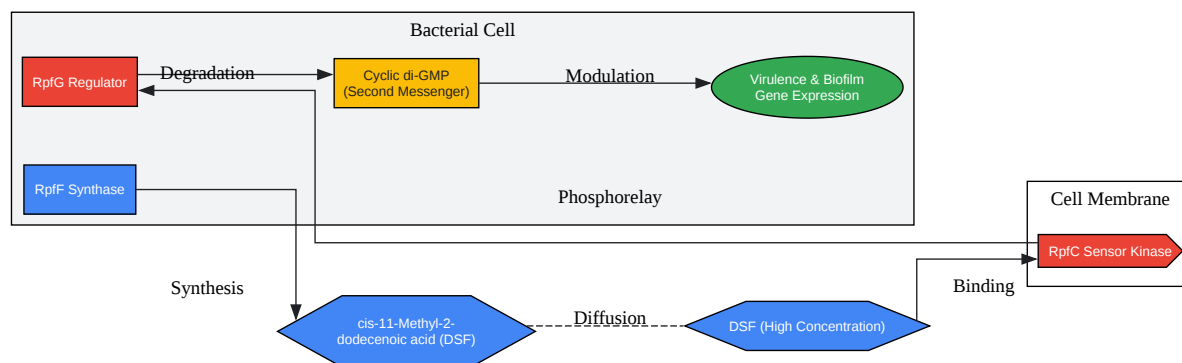 Bacterial Cell
RpfG Regulator
Degradation
Cyclic di-GMP
(Second Messenger)
Modulation
Virulence & Biofilm
Gene Expression
RpfF Synthase
Phosphorelay
Cell Membrane
RpfC Sensor Kinase
Synthesis
Binding
cis-11-Methyl-2-
dodecenoic acid (DSF)
Diffusion
DSF (High Concentration)